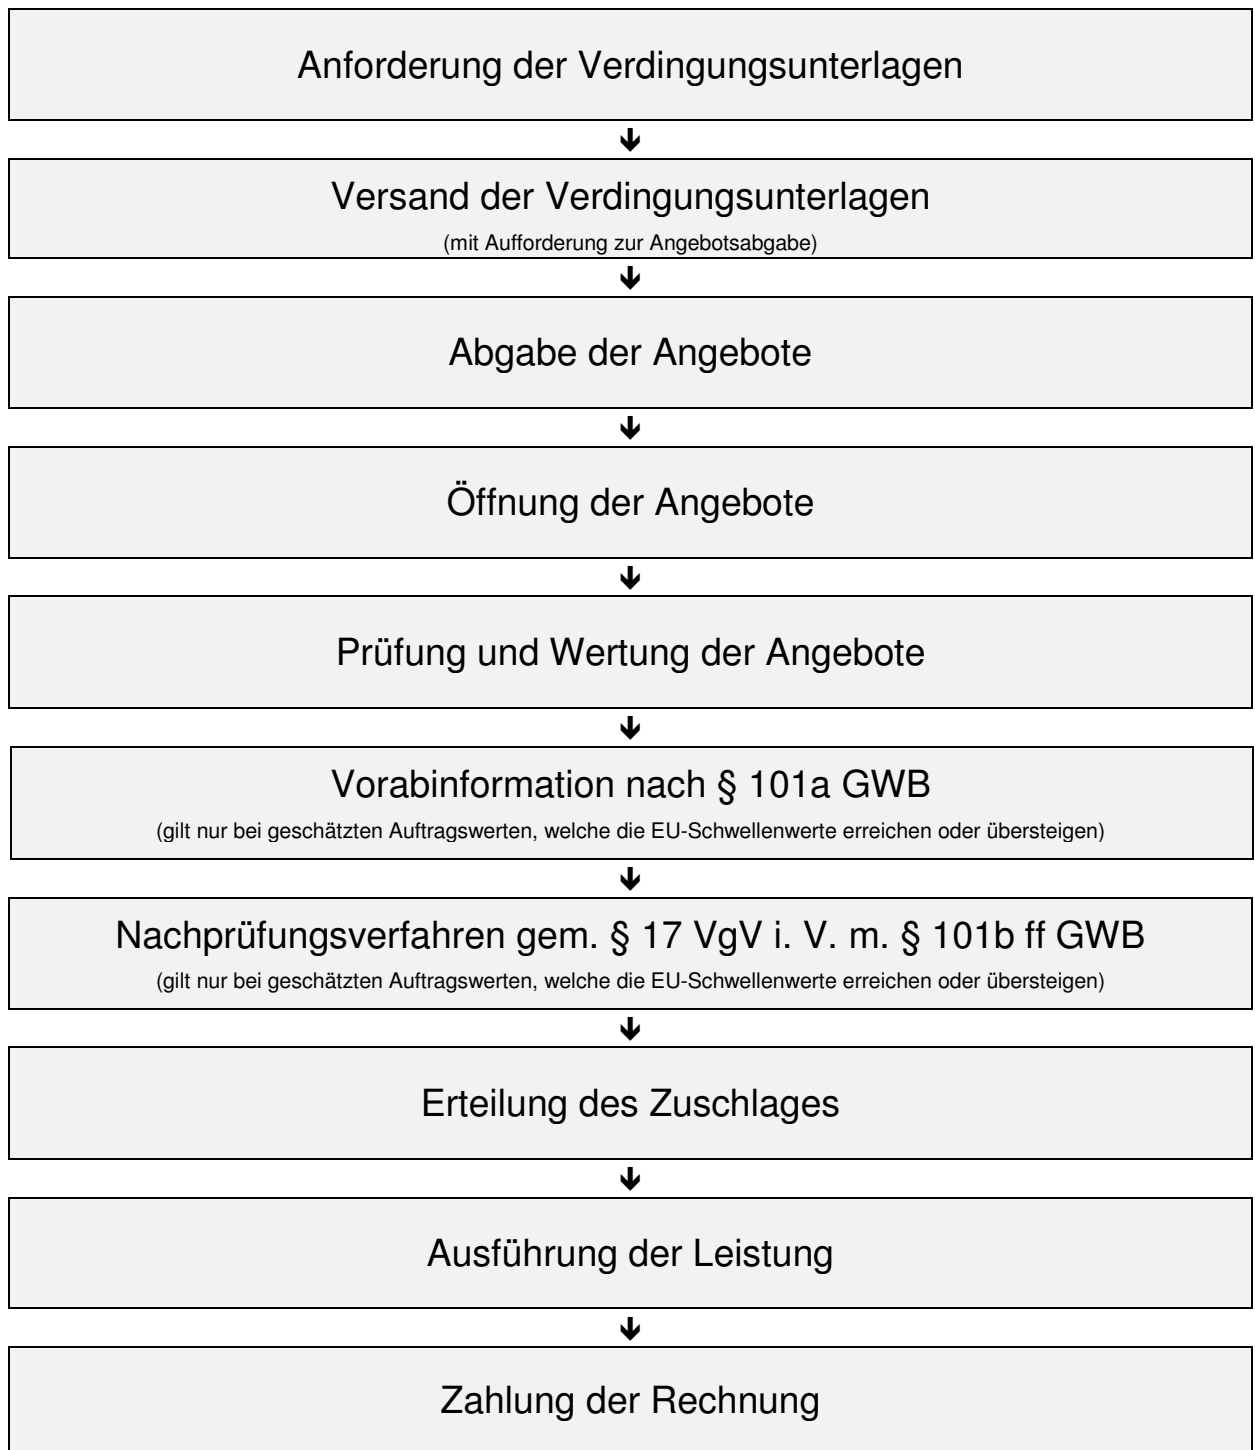 Anforderung der Verdingungsunterlagen
Versand der Verdingungsunterlagen
(mit Aufforderung zur Angebotsabgabe)
Abgabe der Angebote
Öffnung der Angebote
Prüfung und Wertung der Angebote
Vorabinformation nach § 101a GWB
(gilt nur bei geschätzten Auftragswerten, welche die EU-Schwellenwerte erreichen oder übersteigen)
Nachprüfungsverfahren gem. § 17 VgV i. V. m. § 101b ff GWB
(gilt nur bei geschätzten Auftragswerten, welche die EU-Schwellenwerte erreichen oder übersteigen)
Erteilung des Zuschlages
Ausführung der Leistung
Zahlung der Rechnung